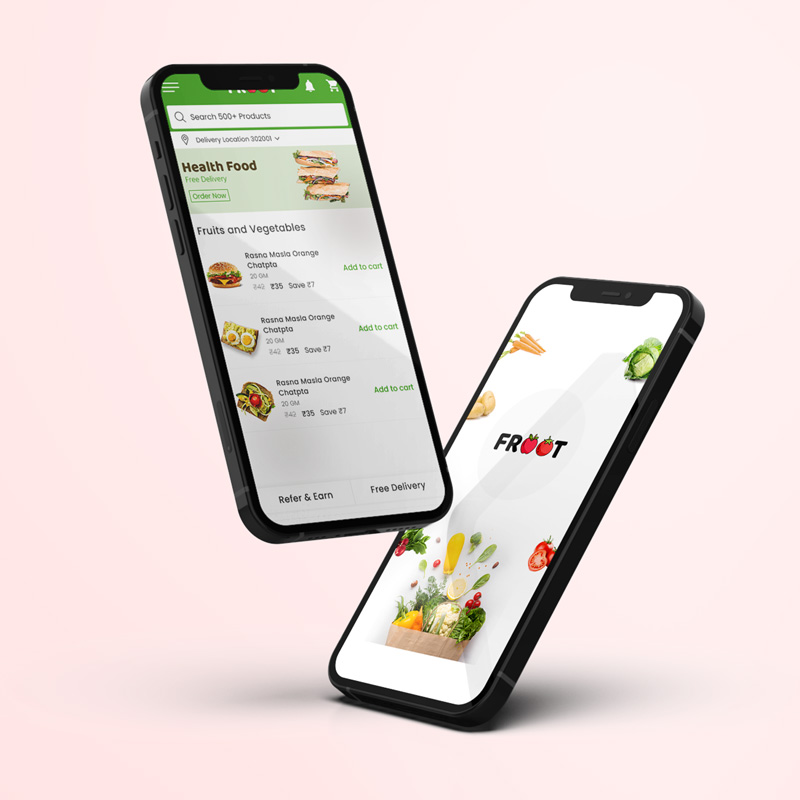 FROOT
Search 500+ Products
Delivery Location 302001
Health Food
Free Delivery
Order Now
Fruits and Vegetables
Rasna Masla Orange
Chatpta
20 GM
₹42 ₹35 Save ₹7
Add to cart
Rasna Masla Orange
Chatpta
20 GM
₹42 ₹35 Save ₹7
Add to cart
Rasna Masla Orange
Chatpta
20 GM
₹42 ₹35 Save ₹7
Add to cart
Refer & Earn
Free Delivery
FROOT